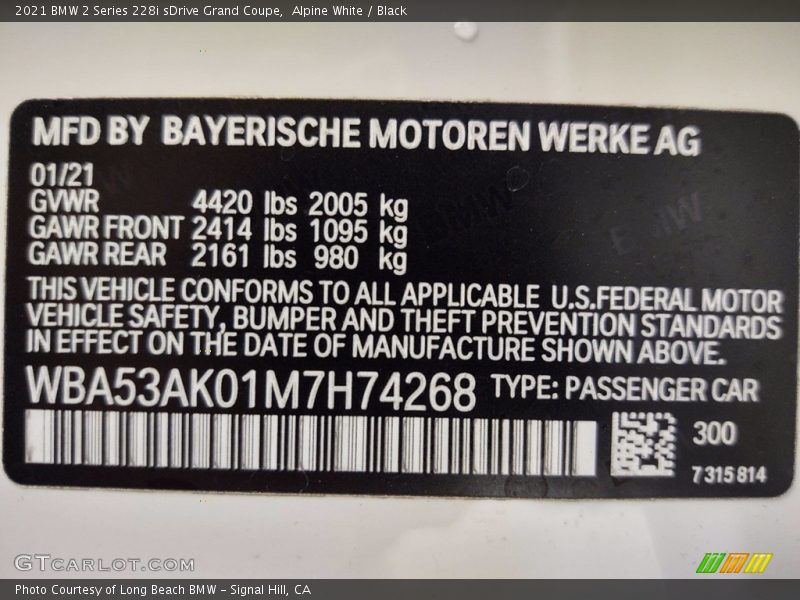 2021 BMW 2 Series 228i sDrive Grand Coupe,  Alpine White / Black
MFD BY BAYERISCHE MOTOREN WERKE AG
01/21
GVWR 4420 lbs 2005 kg
GAWR FRONT 2414 lbs 1095 kg
GAWR REAR 2161 lbs 980 kg
THIS VEHICLE CONFORMS TO ALL APPLICABLE U.S.FEDERAL MOTOR
VEHICLE SAFETY, BUMPER AND THEFT PREVENTION STANDARDS
IN EFFECT ON THE DATE OF MANUFACTURE SHOWN ABOVE.
WBA53AK01M7H74268 TYPE: PASSENGER CAR
300
7 315 814
GTCARLOT.COM
Photo Courtesy of Long Beach BMW – Signal Hill, CA